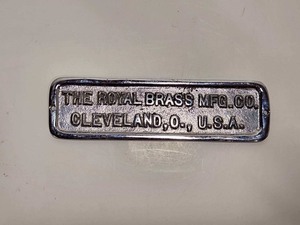 THE ROYAL BRASS MFG. CO.
CLEVELAND, O., U.S.A.